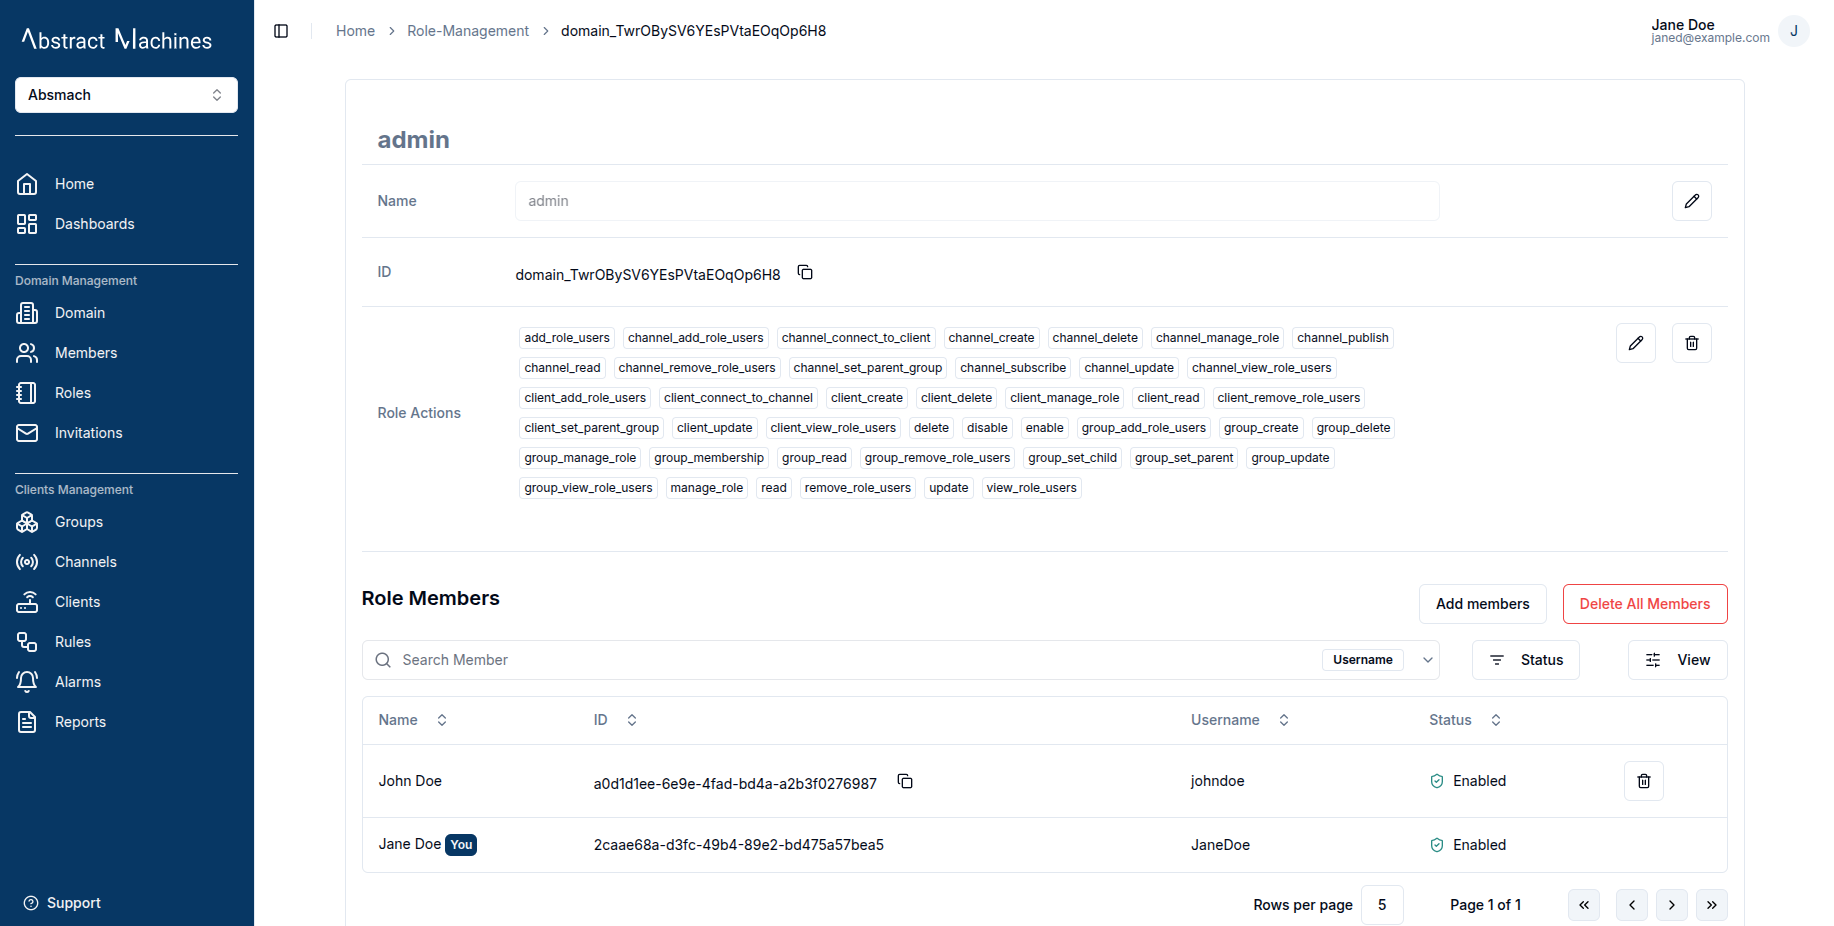 Abstract Machines
Absmach
Home
Dashboards
Domain Management
Domain
Members
Roles
Invitations
Clients Management
Groups
Channels
Clients
Rules
Alarms
Reports
Support
Home > Role-Management > domain_TwrOBySV6YEsPVtaEOqOp6H8
Jane Doe
janed@example.com
J
admin
Name admin
ID domain_TwrOBySV6YEsPVtaEOqOp6H8
Role Actions
add_role_users channel_add_role_users channel_connect_to_client channel_create channel_delete channel_manage_role channel_publish
channel_read channel_remove_role_users channel_set_parent_group channel_subscribe channel_update channel_view_role_users
client_add_role_users client_connect_to_channel client_create client_delete client_manage_role client_read client_remove_role_users
client_set_parent_group client_update client_view_role_users delete disable enable group_add_role_users group_create group_delete
group_manage_role group_membership group_read group_remove_role_users group_set_child group_set_parent group_update
group_view_role_users manage_role read remove_role_users update view_role_users
Role Members
Add members Delete All Members
Search Member Username Status View
Name ID Username Status
John Doe a0d1d1ee-6e9e-4fad-bd4a-a2b3f0276987 johndoe Enabled
Jane Doe You 2caae68a-d3fc-49b4-89e2-bd475a57bea5 JaneDoe Enabled
Rows per page 5 Page 1 of 1